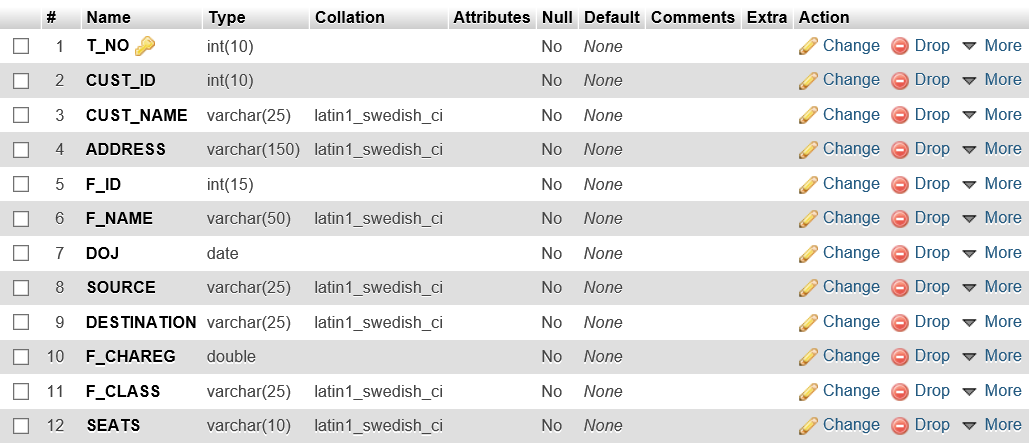 # Name Type Collation Attributes Null Default Comments Extra Action
1 T_NO int(10) No None Change Drop More
2 CUST_ID int(10) No None Change Drop More
3 CUST_NAME varchar(25) latin1_swedish_ci No None Change Drop More
4 ADDRESS varchar(150) latin1_swedish_ci No None Change Drop More
5 F_ID int(15) No None Change Drop More
6 F_NAME varchar(50) latin1_swedish_ci No None Change Drop More
7 DOJ date No None Change Drop More
8 SOURCE varchar(25) latin1_swedish_ci No None Change Drop More
9 DESTINATION varchar(25) latin1_swedish_ci No None Change Drop More
10 F_CHAREG double No None Change Drop More
11 F_CLASS varchar(25) latin1_swedish_ci No None Change Drop More
12 SEATS varchar(10) latin1_swedish_ci No None Change Drop More